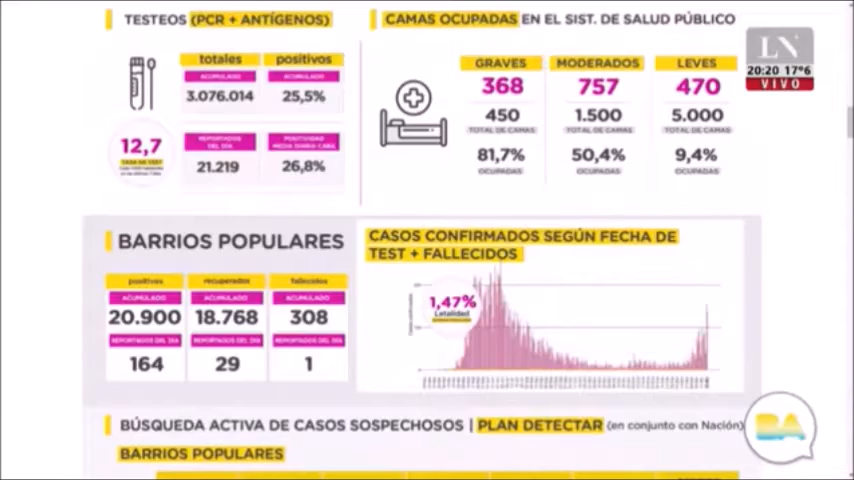 TESTEOS (PCR + ANTÍGENOS)
totales positivos
ACUMULADO ACUMULADO
3.076.014 25,5%
12,7
REPORTADOS DEL DÍA
21.219 26,8%
CAMAS OCUPADAS EN EL SIST. DE SALUD PÚBLICO
GRAVES MODERADOS LEVES
368 757 470
450 1.500 5.000
TOTAL DE CAMAS TOTAL DE CAMAS TOTAL DE CAMAS
81,7% 50,4% 9,4%
OCUPADAS OCUPADAS OCUPADAS
LN
20:20 17°6
VIVO
BARRIOS POPULARES
positivos recuperados fallecidos
ACUMULADO ACUMULADO ACUMULADO
20.900 18.768 308
REPORTADOS DEL DÍA REPORTADOS DEL DÍA REPORTADOS DEL DÍA
164 29 1
CASOS CONFIRMADOS SEGÚN FECHA DE
TEST + FALLECIDOS
1,47%
Letalidad
BÚSQUEDA ACTIVA DE CASOS SOSPECHOSOS | PLAN DETECTAR (en conjunto con Nación)
BARRIOS POPULARES
BA